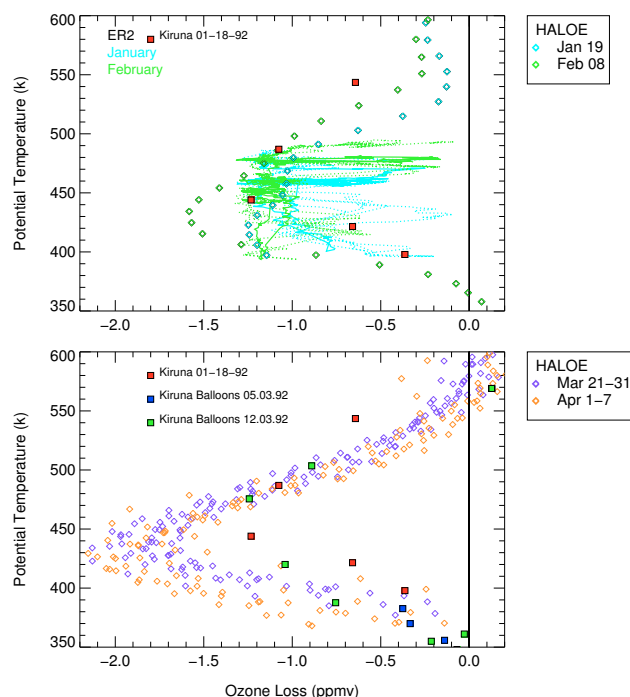 600
550
500
450
400
350
Potential Temperature (k)
ER2
January
February
Kiruna 01−18−92
−2.0 −1.5 −1.0 −0.5 0.0
HALOE
Jan 19
Feb 08
600
550
500
450
400
350
Potential Temperature (k)
Kiruna 01−18−92
Kiruna Balloons 05.03.92
Kiruna Balloons 12.03.92
−2.0 −1.5 −1.0 −0.5 0.0
Ozone Loss (ppmv)
HALOE
Mar 21−31
Apr 1−7